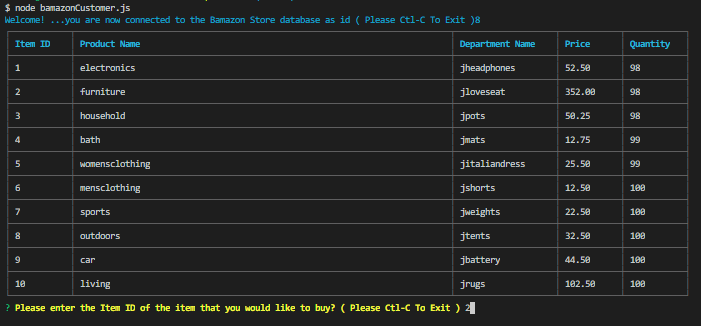 $ node bamazonCustomer.js
Welcome! ...you are now connected to the Bamazon Store database as id ( Please Ctl-C To Exit )8
Item ID Product Name Department Name Price Quantity
1 electronics jheadphones 52.50 98
2 furniture jloveseat 352.00 98
3 household jpots 50.25 98
4 bath jmats 12.75 99
5 womensclothing jitaliandress 25.50 99
6 mensclothing jshorts 12.50 100
7 sports jweights 22.50 100
8 outdoors jtents 32.50 100
9 car jbattery 44.50 100
10 living jrugs 102.50 100
? Please enter the Item ID of the item that you would like to buy? ( Please Ctl-C To Exit ) 2